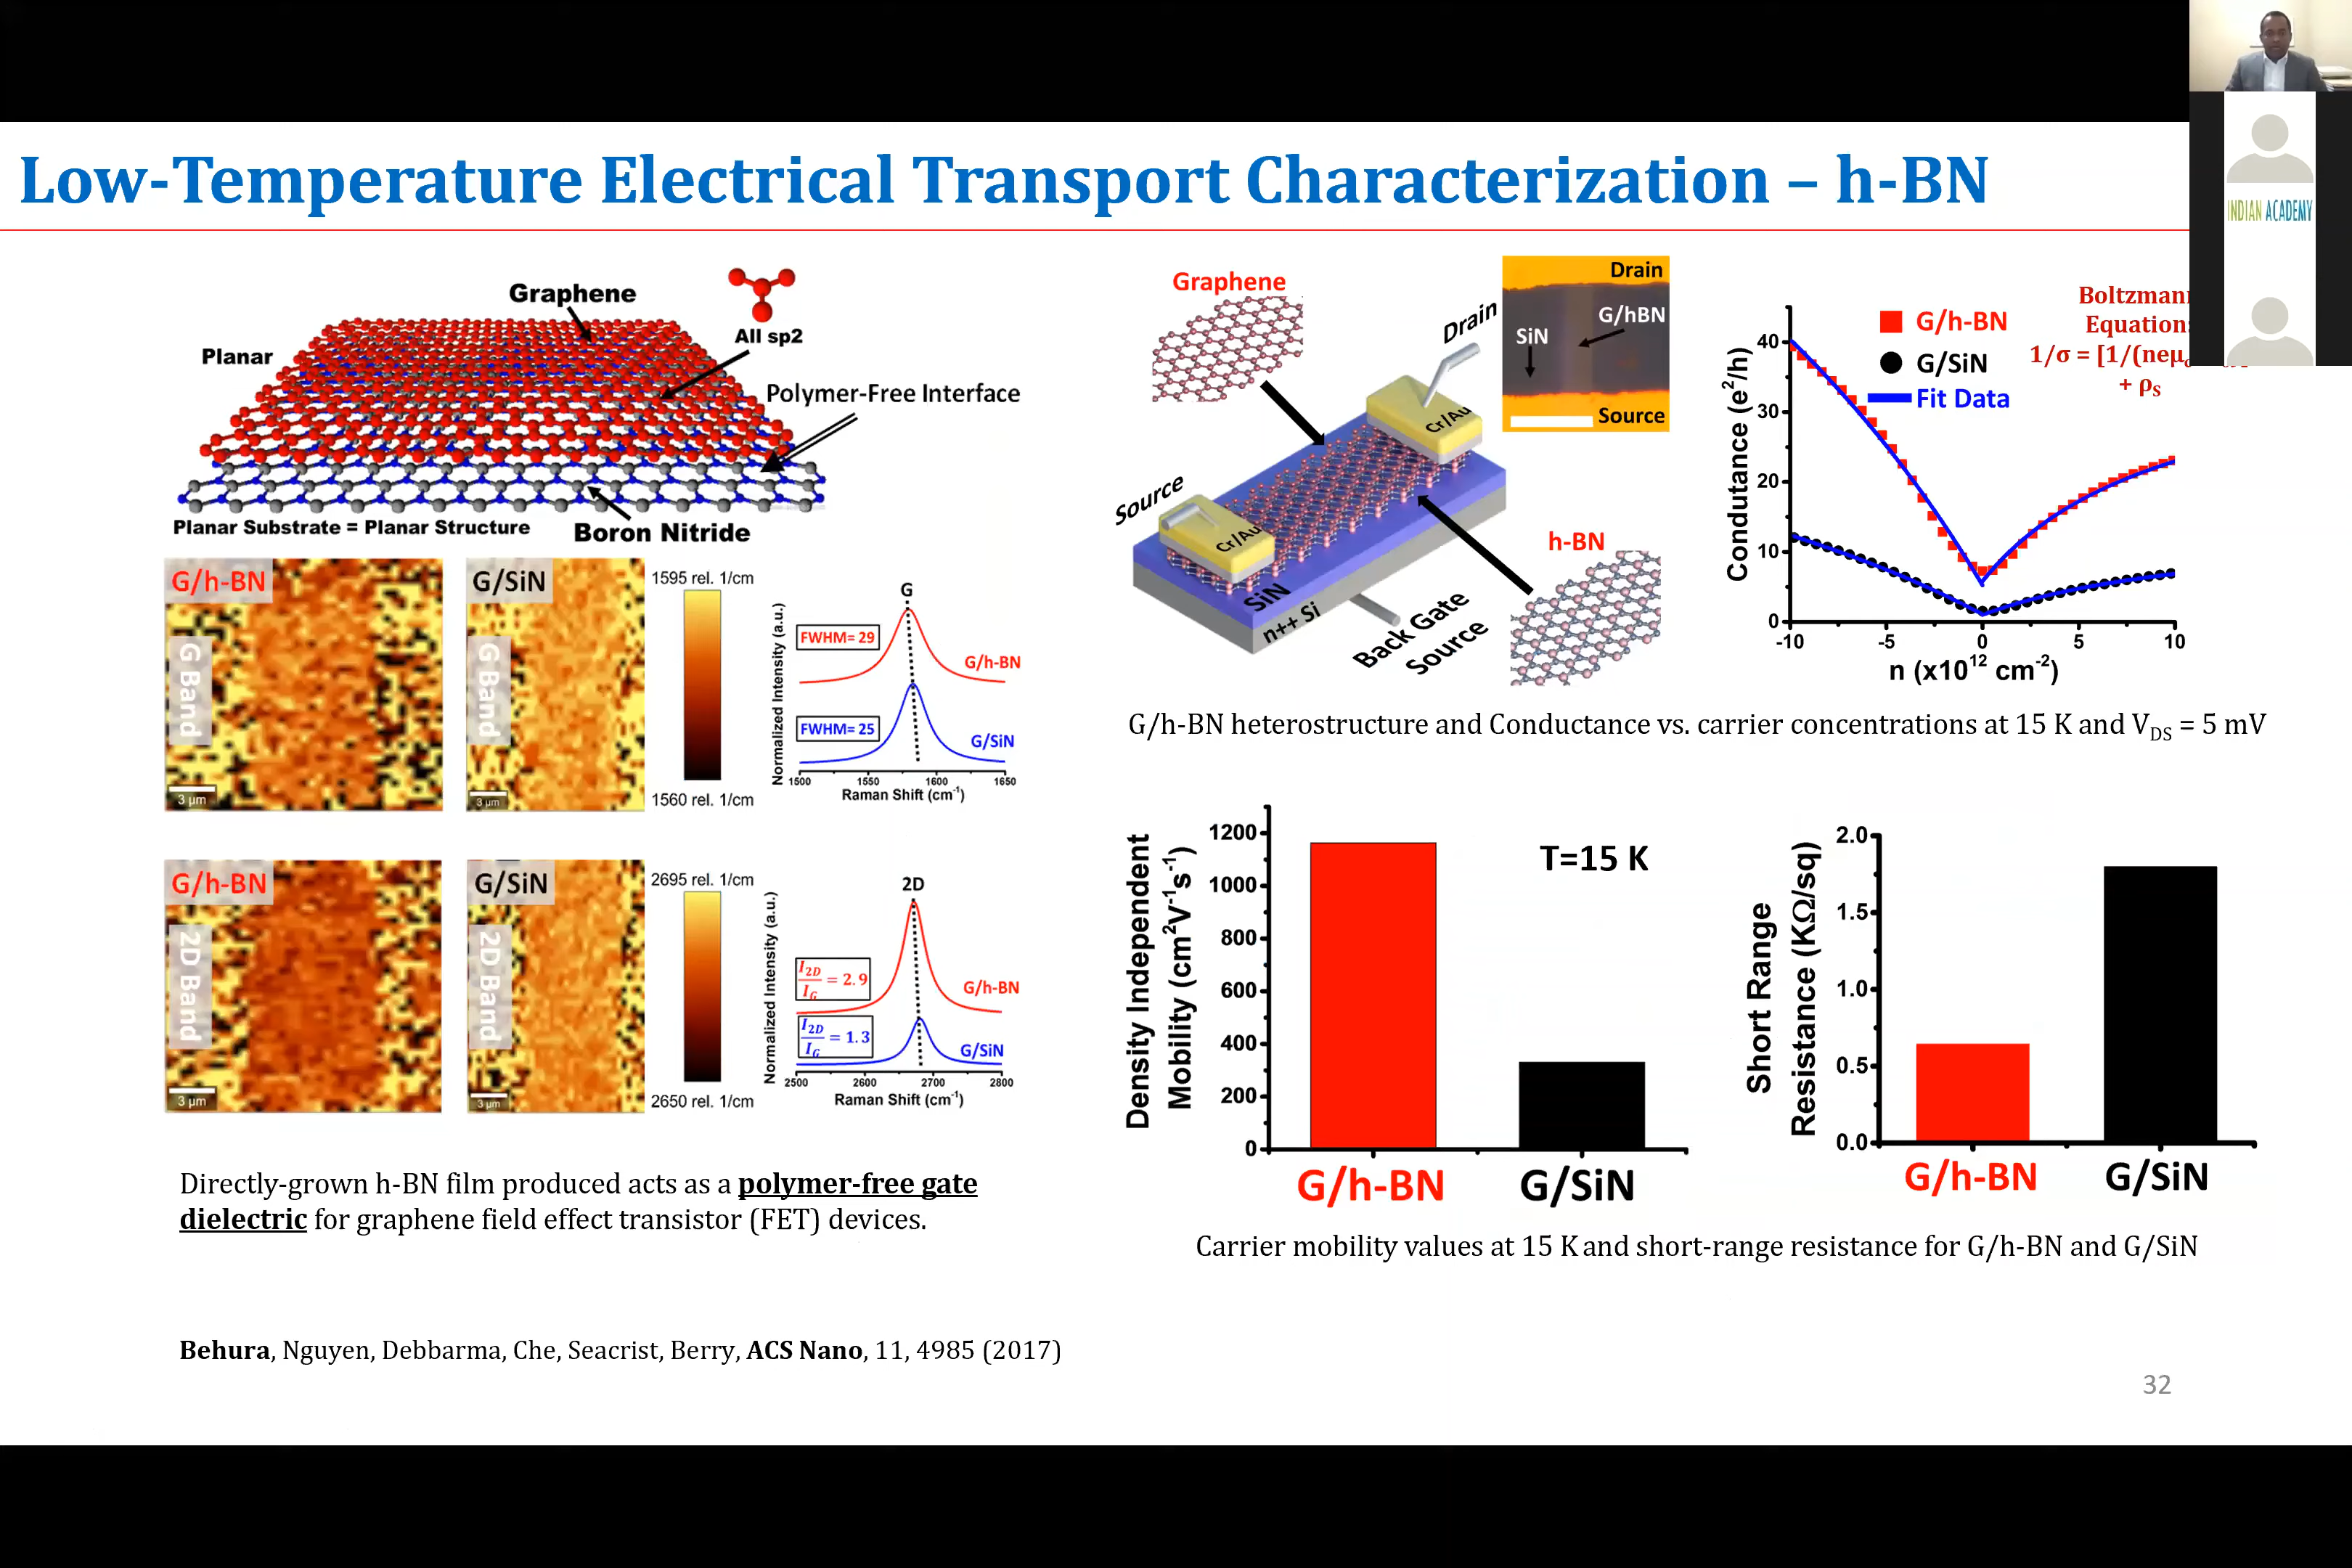 Low-Temperature Electrical Transport Characterization – h-BN
INDIAN ACADEMY
Graphene
All sp2
Planar
Polymer-Free Interface
Planar Substrate = Planar Structure
Boron Nitride
G/h-BN
G Band
3 µm
G/SiN
G Band
3 µm
1595 rel. 1/cm
1560 rel. 1/cm
Normalized Intensity (a.u.)
G
FWHM= 29
G/h-BN
FWHM= 25
G/SiN
1500 1550 1600 1650
Raman Shift (cm-1)
G/h-BN
2D Band
3 µm
G/SiN
2D Band
3 µm
2695 rel. 1/cm
2650 rel. 1/cm
Normalized Intensity (a.u.)
2D
I2D/IG = 2.9
G/h-BN
I2D/IG = 1.3
G/SiN
2500 2600 2700 2800
Raman Shift (cm-1)
Directly-grown h-BN film produced acts as a polymer-free gate
dielectric for graphene field effect transistor (FET) devices.
Behura, Nguyen, Debbarma, Che, Seacrist, Berry, ACS Nano, 11, 4985 (2017)
Graphene
Drain
Source
Cr/Au
Cr/Au
SiN
n++ Si
Back Gate
Source
h-BN
Drain
G/hBN
SiN
Source
Condutance (e2/h)
40
30
20
10
0
-10 -5 0 5 10
n (x10^12 cm-2)
G/h-BN
G/SiN
Fit Data
Equation
1/σ = [1/(neμ
+ ρS
G/h-BN heterostructure and Conductance vs. carrier concentrations at 15 K and VDS = 5 mV
Density Independent
Mobility (cm2V-1s-1)
1200
1000
800
600
400
200
0
T=15 K
G/h-BN G/SiN
Short Range
Resistance (KΩ/sq)
2.0
1.5
1.0
0.5
0.0
G/h-BN G/SiN
Carrier mobility values at 15 K and short-range resistance for G/h-BN and G/SiN
32